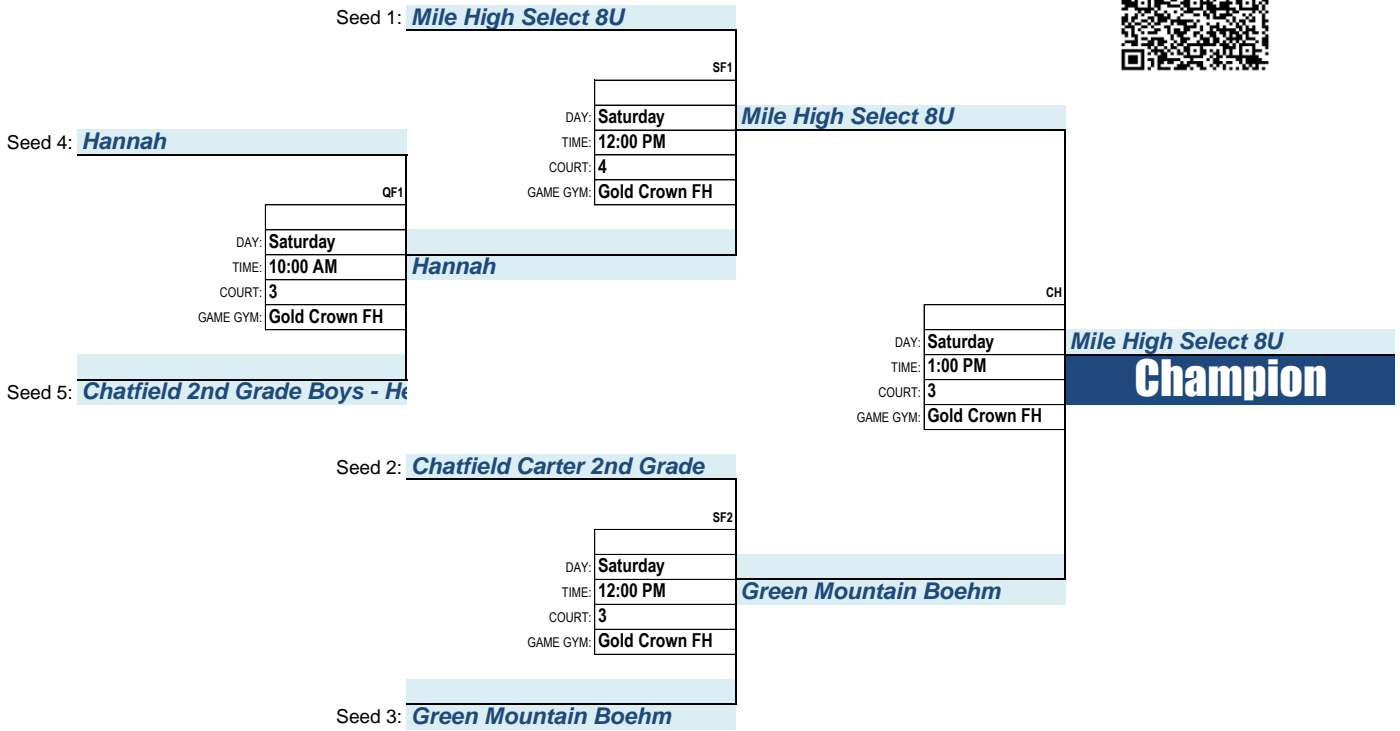 Seed 1: Mile High Select 8U
SF1
DAY: Saturday
TIME: 12:00 PM
COURT: 4
GAME GYM: Gold Crown FH
Mile High Select 8U
Seed 4: Hannah
QF1
DAY: Saturday
TIME: 10:00 AM
COURT: 3
GAME GYM: Gold Crown FH
Hannah
Seed 5: Chatfield 2nd Grade Boys - He
CH
DAY: Saturday
TIME: 1:00 PM
COURT: 3
GAME GYM: Gold Crown FH
Mile High Select 8U
Champion
Seed 2: Chatfield Carter 2nd Grade
SF2
DAY: Saturday
TIME: 12:00 PM
COURT: 3
GAME GYM: Gold Crown FH
Green Mountain Boehm
Seed 3: Green Mountain Boehm